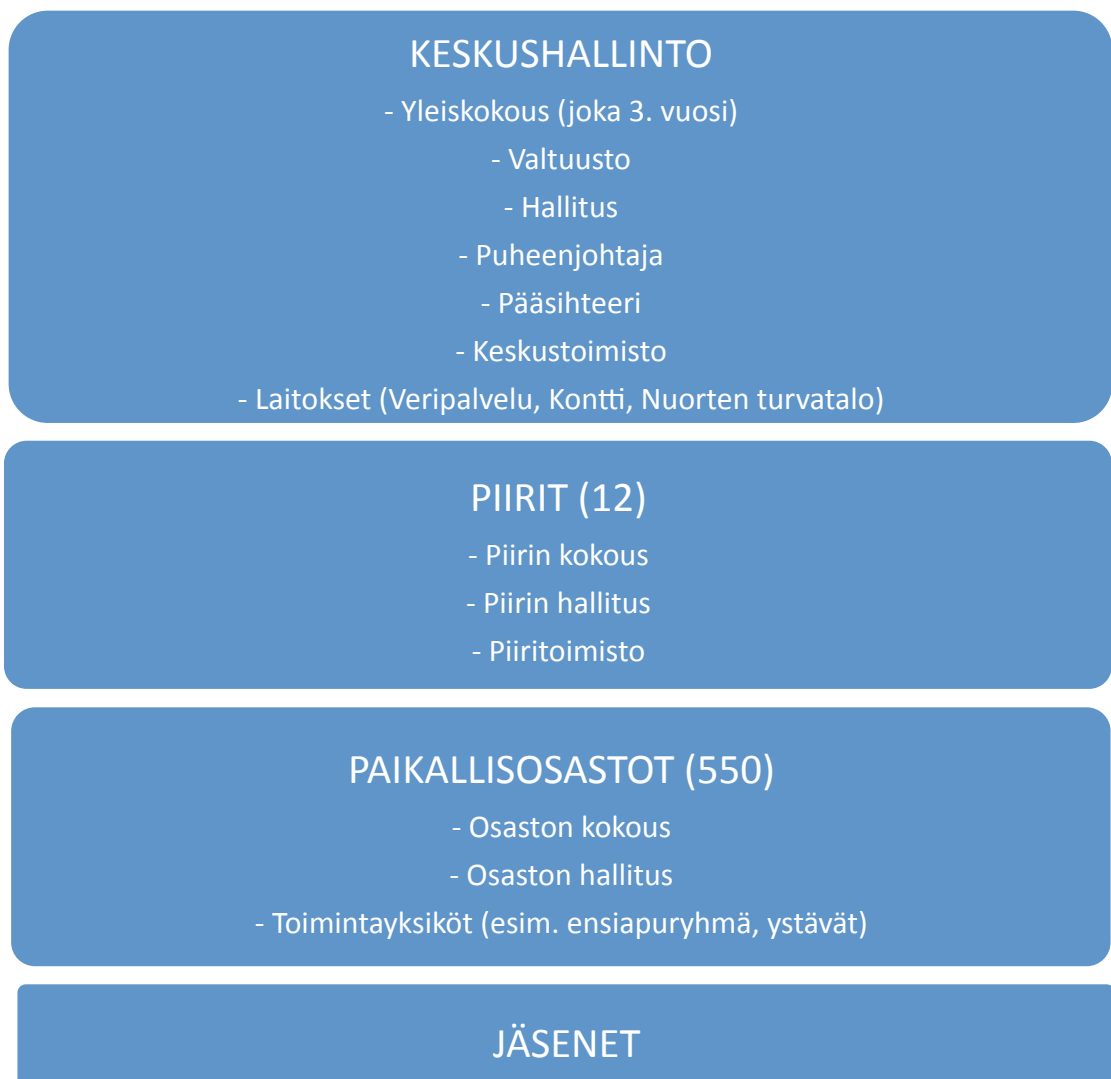 KESKUSHALLINTO
- Yleiskokous (joka 3. vuosi)
- Valtuusto
- Hallitus
- Puheenjohtaja
- Pääsihteeri
- Keskustoimisto
- Laitokset (Veripalvelu, Kontti, Nuorten turvatalo)
PIIRIT (12)
- Piirin kokous
- Piirin hallitus
- Piiritoimisto
PAIKALLISOSASTOT (550)
- Osaston kokous
- Osaston hallitus
- Toimintayksiköt (esim. ensiapuryhmä, ystävät)
JÄSENET